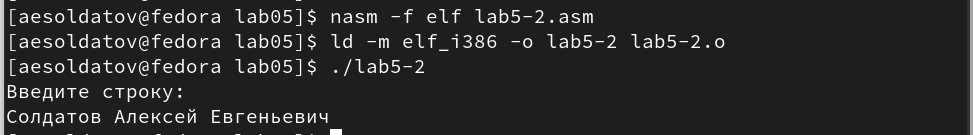 [aesoldatov@fedora lab05]$ nasm -f elf lab5-2.asm
[aesoldatov@fedora lab05]$ ld -m elf_i386 -o lab5-2 lab5-2.o
[aesoldatov@fedora lab05]$ ./lab5-2
Введите строку:
Солдатов Алексей Евгеньевич